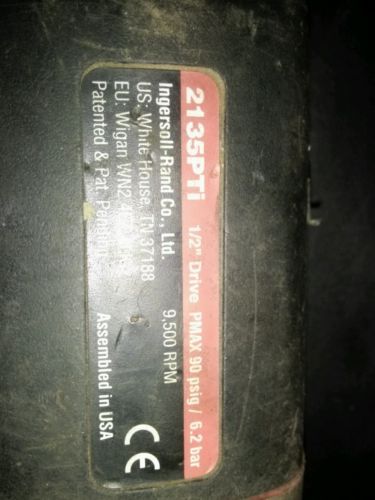 2135PTi 1/2" Drive PMAX 90 psig / 6.2 bar
Ingersoll-Rand Co., Ltd. 9,500 RPM
US: White House, TN 37188
EU: Wigan WN2
Patented & Pat. Pending Assembled in USA
CE